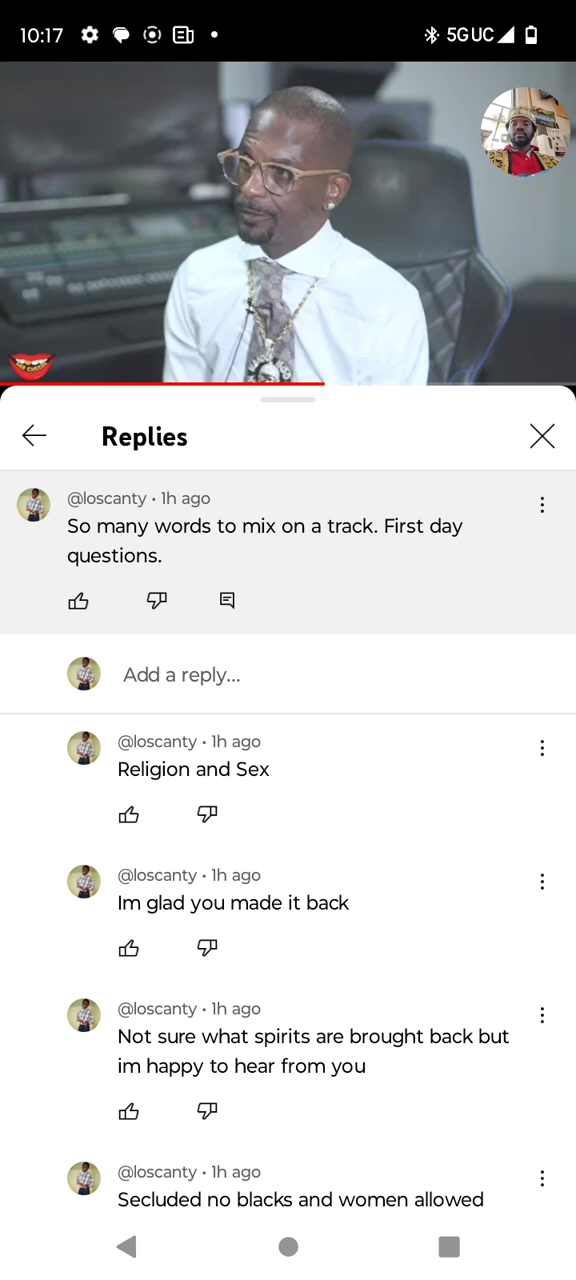 10:17
5G UC
Replies
@loscanty • 1h ago
So many words to mix on a track. First day
questions.
Add a reply...
@loscanty • 1h ago
Religion and Sex
@loscanty • 1h ago
Im glad you made it back
@loscanty • 1h ago
Not sure what spirits are brought back but
im happy to hear from you
@loscanty • 1h ago
Secluded no blacks and women allowed